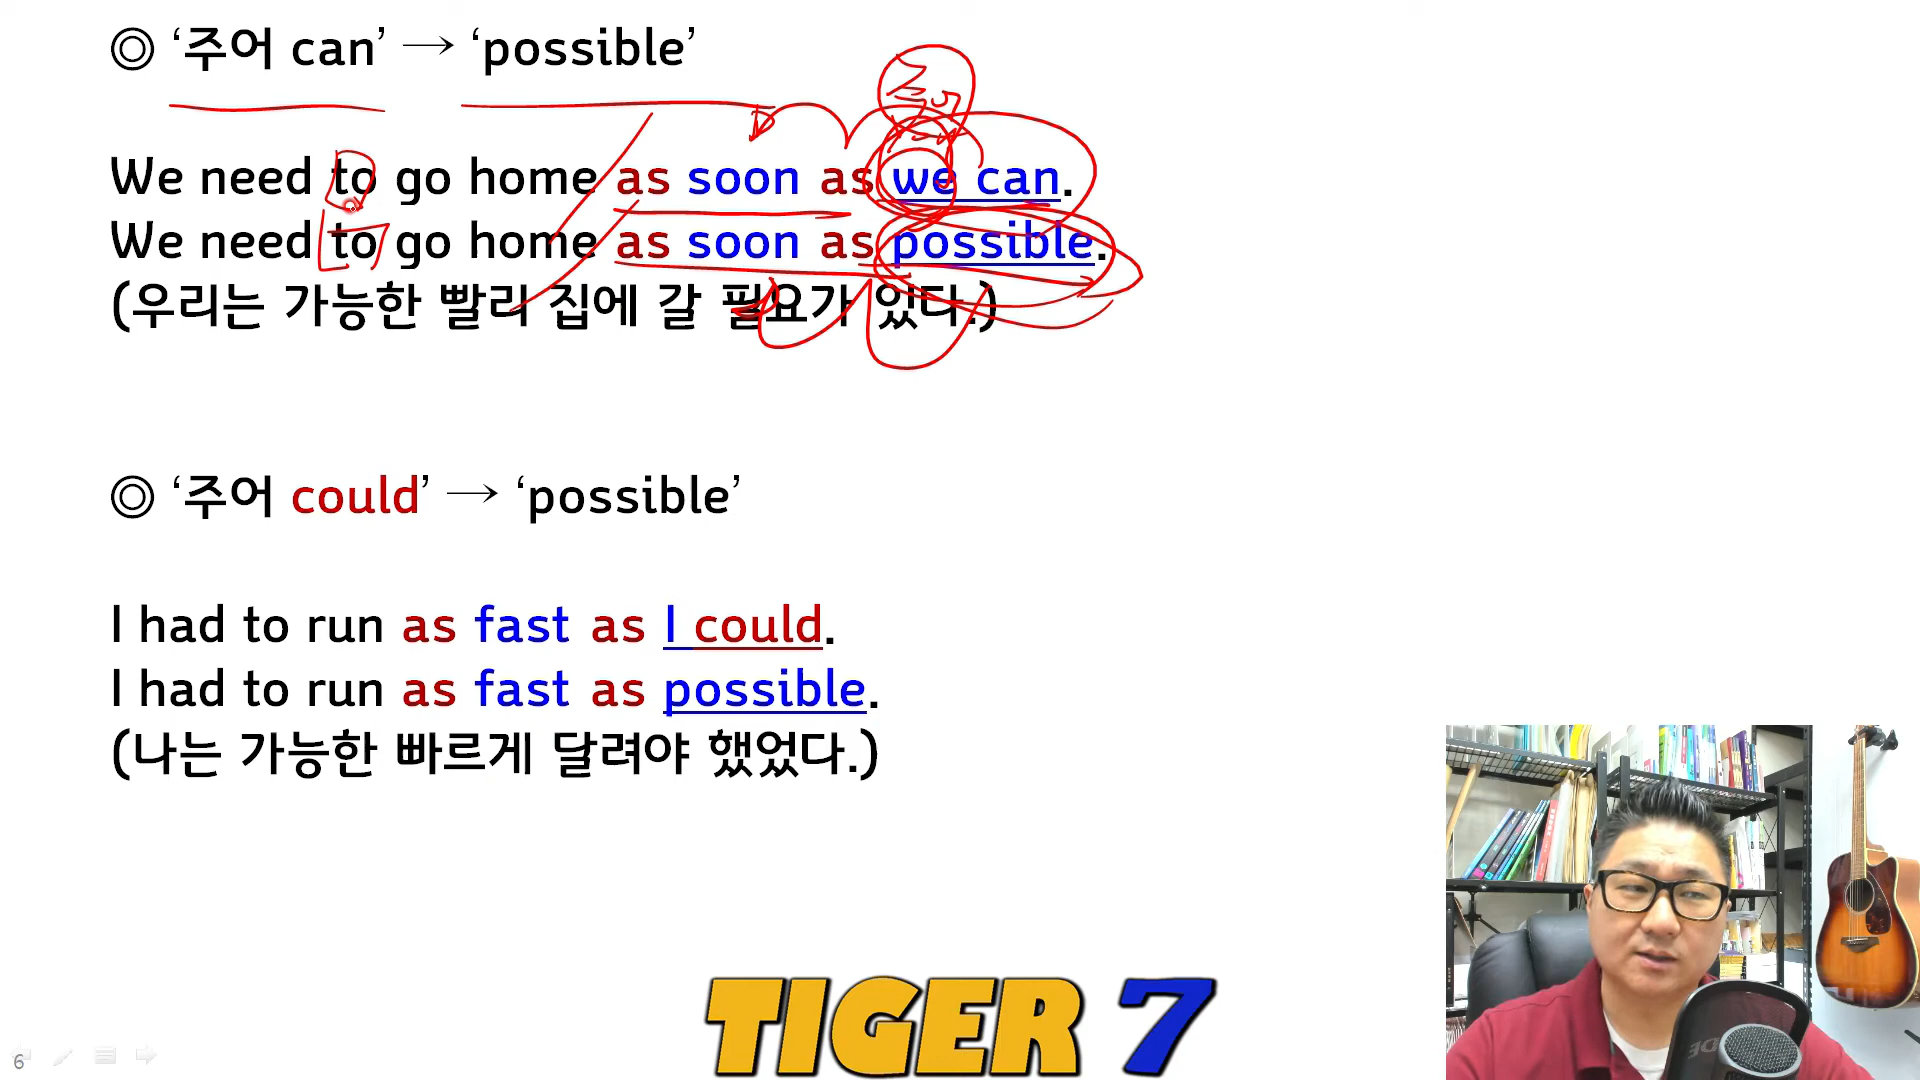 ◎ ‘주어 can’ → ‘possible’
주어
We need to go home as soon as we can.
We need to go home as soon as possible.
(우리는 가능한 빨리 집에 갈 필요가 있다.)
◎ ‘주어 could’ → ‘possible’
I had to run as fast as I could.
I had to run as fast as possible.
(나는 가능한 빠르게 달려야 했었다.)
TIGER 7
6